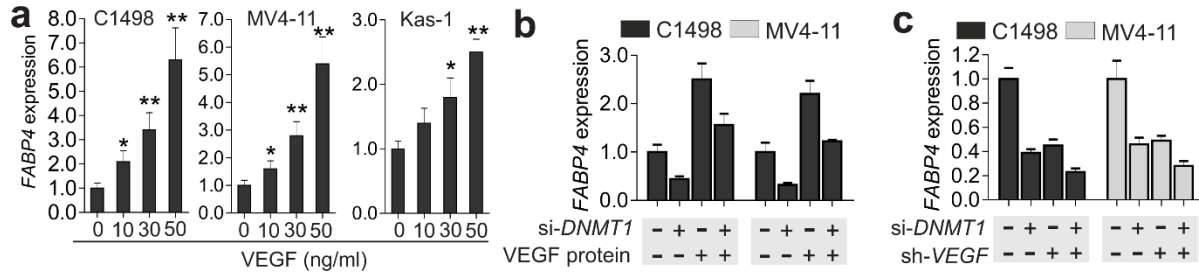 a
C1498
MV4-11
Kas-1
FABP4 expression
8.0
7.0
6.0
5.0
4.0
3.0
2.0
1.0
0.0
* ** **
0 10 30 50
7.0
6.0
5.0
4.0
3.0
2.0
1.0
0.0
* ** **
0 10 30 50
3.0
2.0
1.0
0.0
* **
0 10 30 50
VEGF (ng/ml)
b
C1498 MV4-11
FABP4 expression
3.0
2.0
1.0
0.0
si-DNMT1 – + – + – + – +
VEGF protein – – + + – – + +
c
C1498 MV4-11
FABP4 expression
1.2
1.0
0.8
0.6
0.4
0.2
0.0
si-DNMT1 – + – + – + – +
sh-VEGF – – + + – – + +